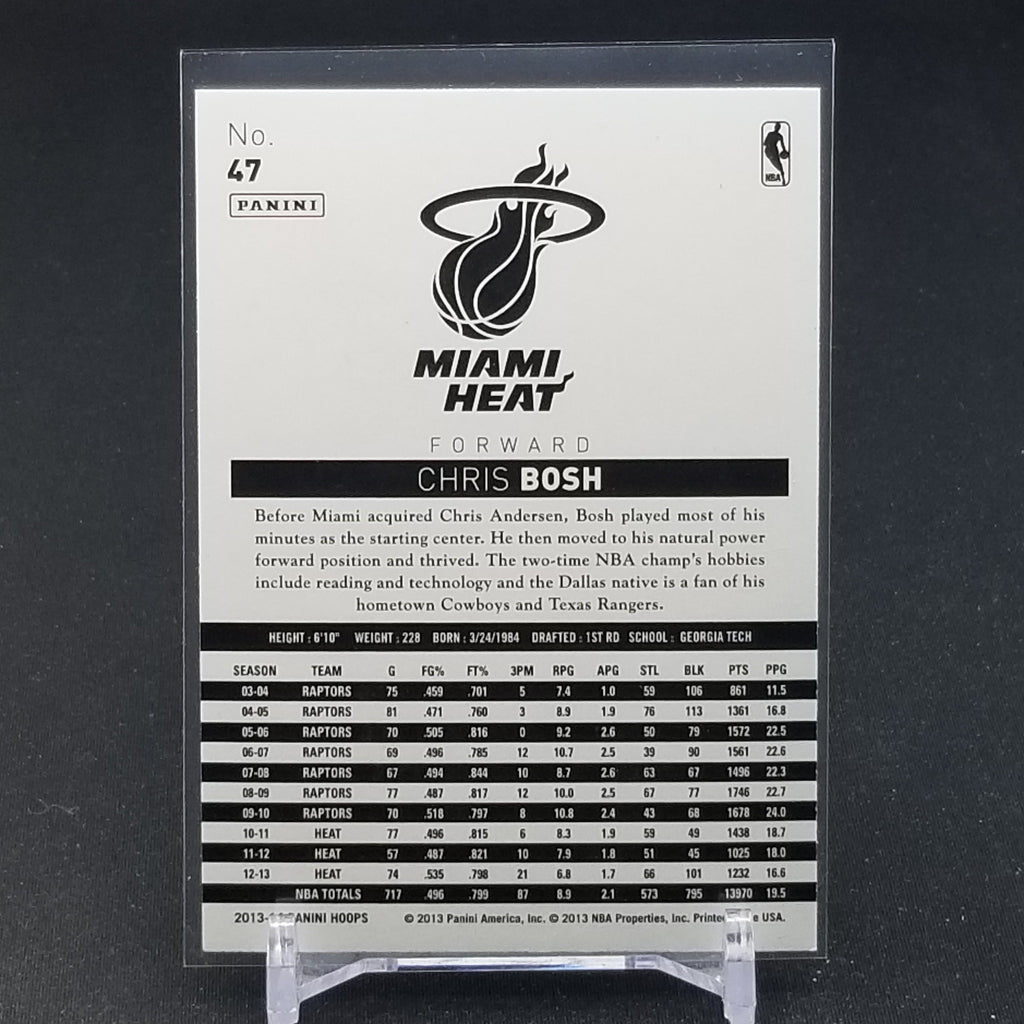 No.
47
PANINI
NBA
MIAMI
HEAT
FORWARD
CHRIS BOSH
Before Miami acquired Chris Andersen, Bosh played most of his
minutes as the starting center. He then moved to his natural power
forward position and thrived. The two-time NBA champ's hobbies
include reading and technology and the Dallas native is a fan of his
hometown Cowboys and Texas Rangers.
HEIGHT: 6'10" WEIGHT: 228 BORN: 3/24/1984 DRAFTED: 1ST RD SCHOOL: GEORGIA TECH
SEASON TEAM G FG% FT% 3PM RPG APG STL BLK PTS PPG
03-04 RAPTORS 75 .459 .701 5 7.4 1.0 59 106 861 11.5
04-05 RAPTORS 81 .471 .760 3 8.9 1.9 76 113 1361 16.8
05-06 RAPTORS 70 .505 .816 0 9.2 2.6 50 79 1572 22.5
06-07 RAPTORS 69 .496 .785 12 10.7 2.5 39 90 1561 22.6
07-08 RAPTORS 67 .494 .844 10 8.7 2.6 63 67 1496 22.3
08-09 RAPTORS 77 .487 .817 12 10.0 2.5 67 77 1746 22.7
09-10 RAPTORS 70 .518 .797 8 10.8 2.4 43 68 1678 24.0
10-11 HEAT 77 .496 .815 6 8.3 1.9 59 49 1438 18.7
11-12 HEAT 57 .487 .821 10 7.9 1.8 51 45 1025 18.0
12-13 HEAT 74 .535 .798 21 6.8 1.7 66 101 1232 16.6
NBA TOTALS 717 .496 .799 87 8.9 2.1 573 795 13970 19.5
PANINI HOOPS © 2013 Panini America, Inc. © 2013 NBA Properties, Inc. USA.